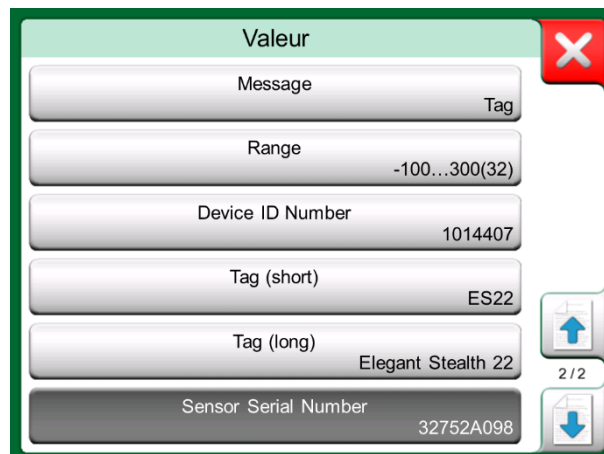 Valeur
Message
Tag
Range
-100...300(32)
Device ID Number
1014407
Tag (short)
ES22
Tag (long)
Elegant Stealth 22
2/2
Sensor Serial Number
32752A098